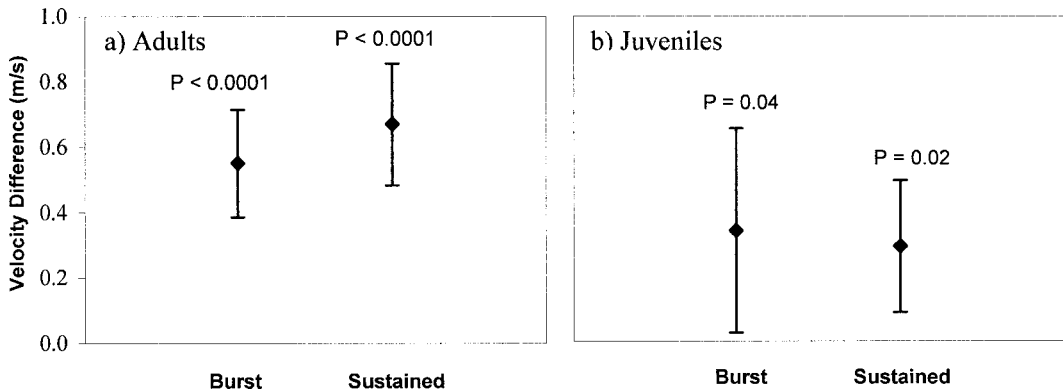 1.0
0.8
0.6
0.4
0.2
0.0
Velocity Difference (m/s)
a) Adults
P < 0.0001
P < 0.0001
Burst
Sustained
b) Juveniles
P = 0.04
P = 0.02
Burst
Sustained